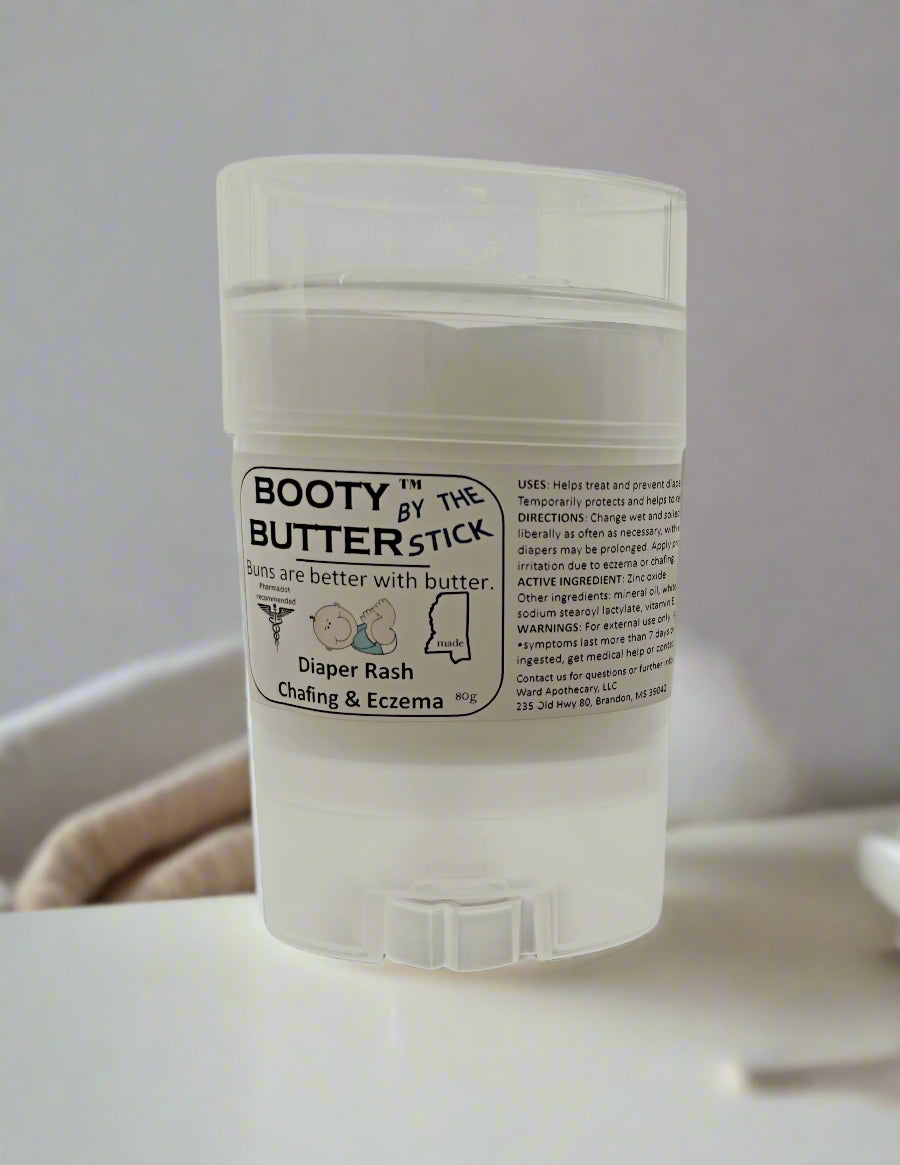 BOOTY ™
BY THE
BUTTER STICK
Buns are better with butter.
Pharmacist
recommended
made
Diaper Rash
Chafing & Eczema 80g
USES: Helps treat and prevent
Temporarily protects and helps to
DIRECTIONS: Change wet and
liberally as often as necessary,
diapers may be prolonged. Apply
irritation due to eczema or chafing.
ACTIVE INGREDIENT: Zinc oxide
Other ingredients: mineral oil,
sodium stearoyl lactylate, vitamin E
WARNINGS: For external use only
•symptoms last more than 7 days
ingested, get medical help or
Contact us for questions or further
Ward Apothecary, LLC
235 Old Hwy 80, Brandon, MS 39042